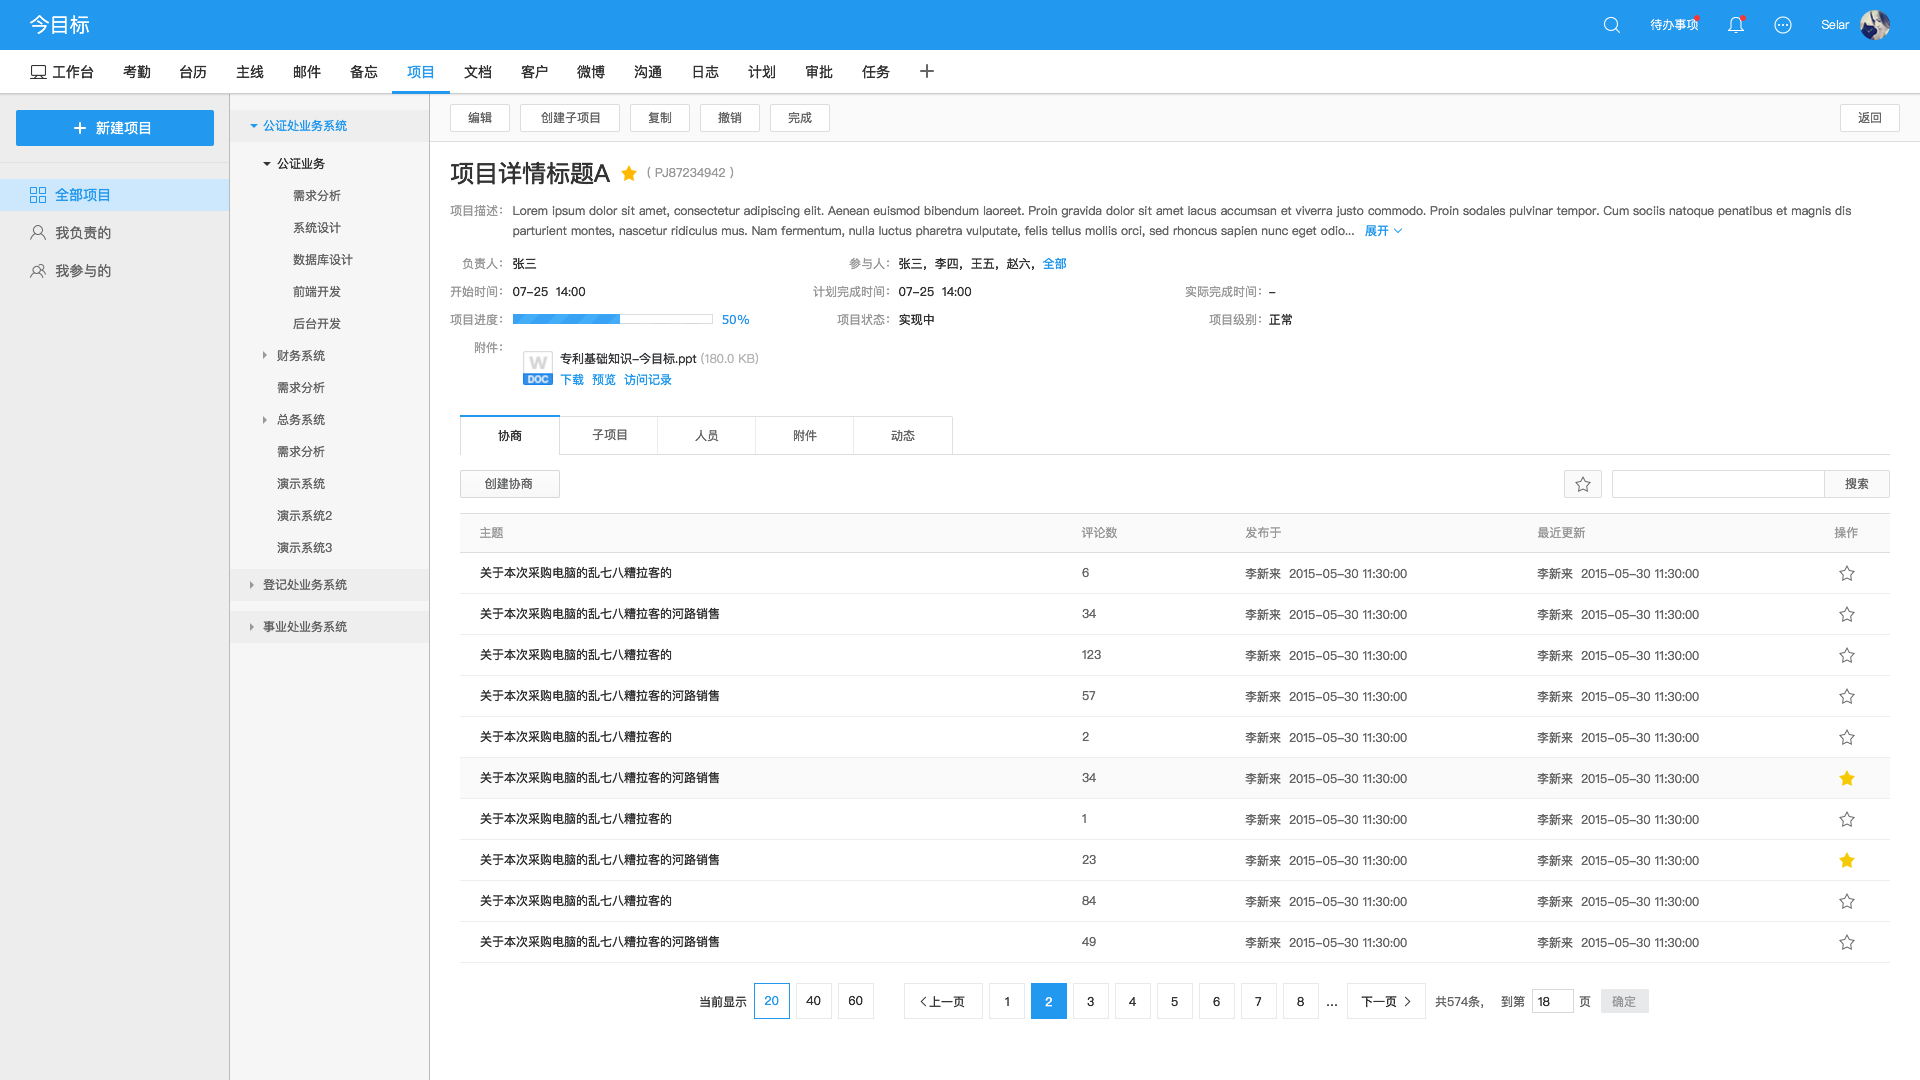 今目标
待办事项
Selar
工作台 考勤 台历 主线 邮件 备忘 项目 文档 客户 微博 沟通 日志 计划 审批 任务
新建项目
全部项目
我负责的
我参与的
公证处业务系统
公证业务
需求分析
系统设计
数据库设计
前端开发
后台开发
财务系统
需求分析
总务系统
需求分析
演示系统
演示系统2
演示系统3
登记处业务系统
事业处业务系统
编辑 创建子项目 复制 撤销 完成 返回
项目详情标题A ( PJ87234942 )
项目描述： Lorem ipsum dolor sit amet, consectetur adipiscing elit. Aenean euismod bibendum laoreet. Proin gravida dolor sit amet lacus accumsan et viverra justo commodo. Proin sodales pulvinar tempor. Cum sociis natoque penatibus et magnis dis
parturient montes, nascetur ridiculus mus. Nam fermentum, nulla luctus pharetra vulputate, felis tellus mollis orci, sed rhoncus sapien nunc eget odio... 展开
负责人： 张三 参与人： 张三，李四，王五，赵六，全部
开始时间： 07-25 14:00 计划完成时间： 07-25 14:00 实际完成时间： –
项目进度： 50% 项目状态： 实现中 项目级别： 正常
附件：
W
DOC
专利基础知识-今目标.ppt (180.0 KB)
下载 预览 访问记录
协商 子项目 人员 附件 动态
创建协商 搜索
主题 评论数 发布于 最近更新 操作
关于本次采购电脑的乱七八糟拉客的 6 李新来 2015-05-30 11:30:00 李新来 2015-05-30 11:30:00
关于本次采购电脑的乱七八糟拉客的河路销售 34 李新来 2015-05-30 11:30:00 李新来 2015-05-30 11:30:00
关于本次采购电脑的乱七八糟拉客的 123 李新来 2015-05-30 11:30:00 李新来 2015-05-30 11:30:00
关于本次采购电脑的乱七八糟拉客的河路销售 57 李新来 2015-05-30 11:30:00 李新来 2015-05-30 11:30:00
关于本次采购电脑的乱七八糟拉客的 2 李新来 2015-05-30 11:30:00 李新来 2015-05-30 11:30:00
关于本次采购电脑的乱七八糟拉客的河路销售 34 李新来 2015-05-30 11:30:00 李新来 2015-05-30 11:30:00
关于本次采购电脑的乱七八糟拉客的 1 李新来 2015-05-30 11:30:00 李新来 2015-05-30 11:30:00
关于本次采购电脑的乱七八糟拉客的河路销售 23 李新来 2015-05-30 11:30:00 李新来 2015-05-30 11:30:00
关于本次采购电脑的乱七八糟拉客的 84 李新来 2015-05-30 11:30:00 李新来 2015-05-30 11:30:00
关于本次采购电脑的乱七八糟拉客的河路销售 49 李新来 2015-05-30 11:30:00 李新来 2015-05-30 11:30:00
当前显示 20 40 60 上一页 1 2 3 4 5 6 7 8 ... 下一页 共574条， 到第 18 页 确定